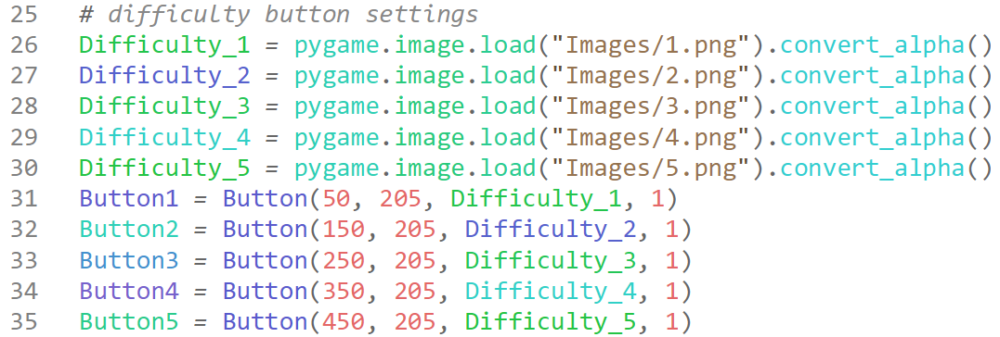 25 # difficulty button settings
26 Difficulty_1 = pygame.image.load("Images/1.png").convert_alpha()
27 Difficulty_2 = pygame.image.load("Images/2.png").convert_alpha()
28 Difficulty_3 = pygame.image.load("Images/3.png").convert_alpha()
29 Difficulty_4 = pygame.image.load("Images/4.png").convert_alpha()
30 Difficulty_5 = pygame.image.load("Images/5.png").convert_alpha()
31 Button1 = Button(50, 205, Difficulty_1, 1)
32 Button2 = Button(150, 205, Difficulty_2, 1)
33 Button3 = Button(250, 205, Difficulty_3, 1)
34 Button4 = Button(350, 205, Difficulty_4, 1)
35 Button5 = Button(450, 205, Difficulty_5, 1)